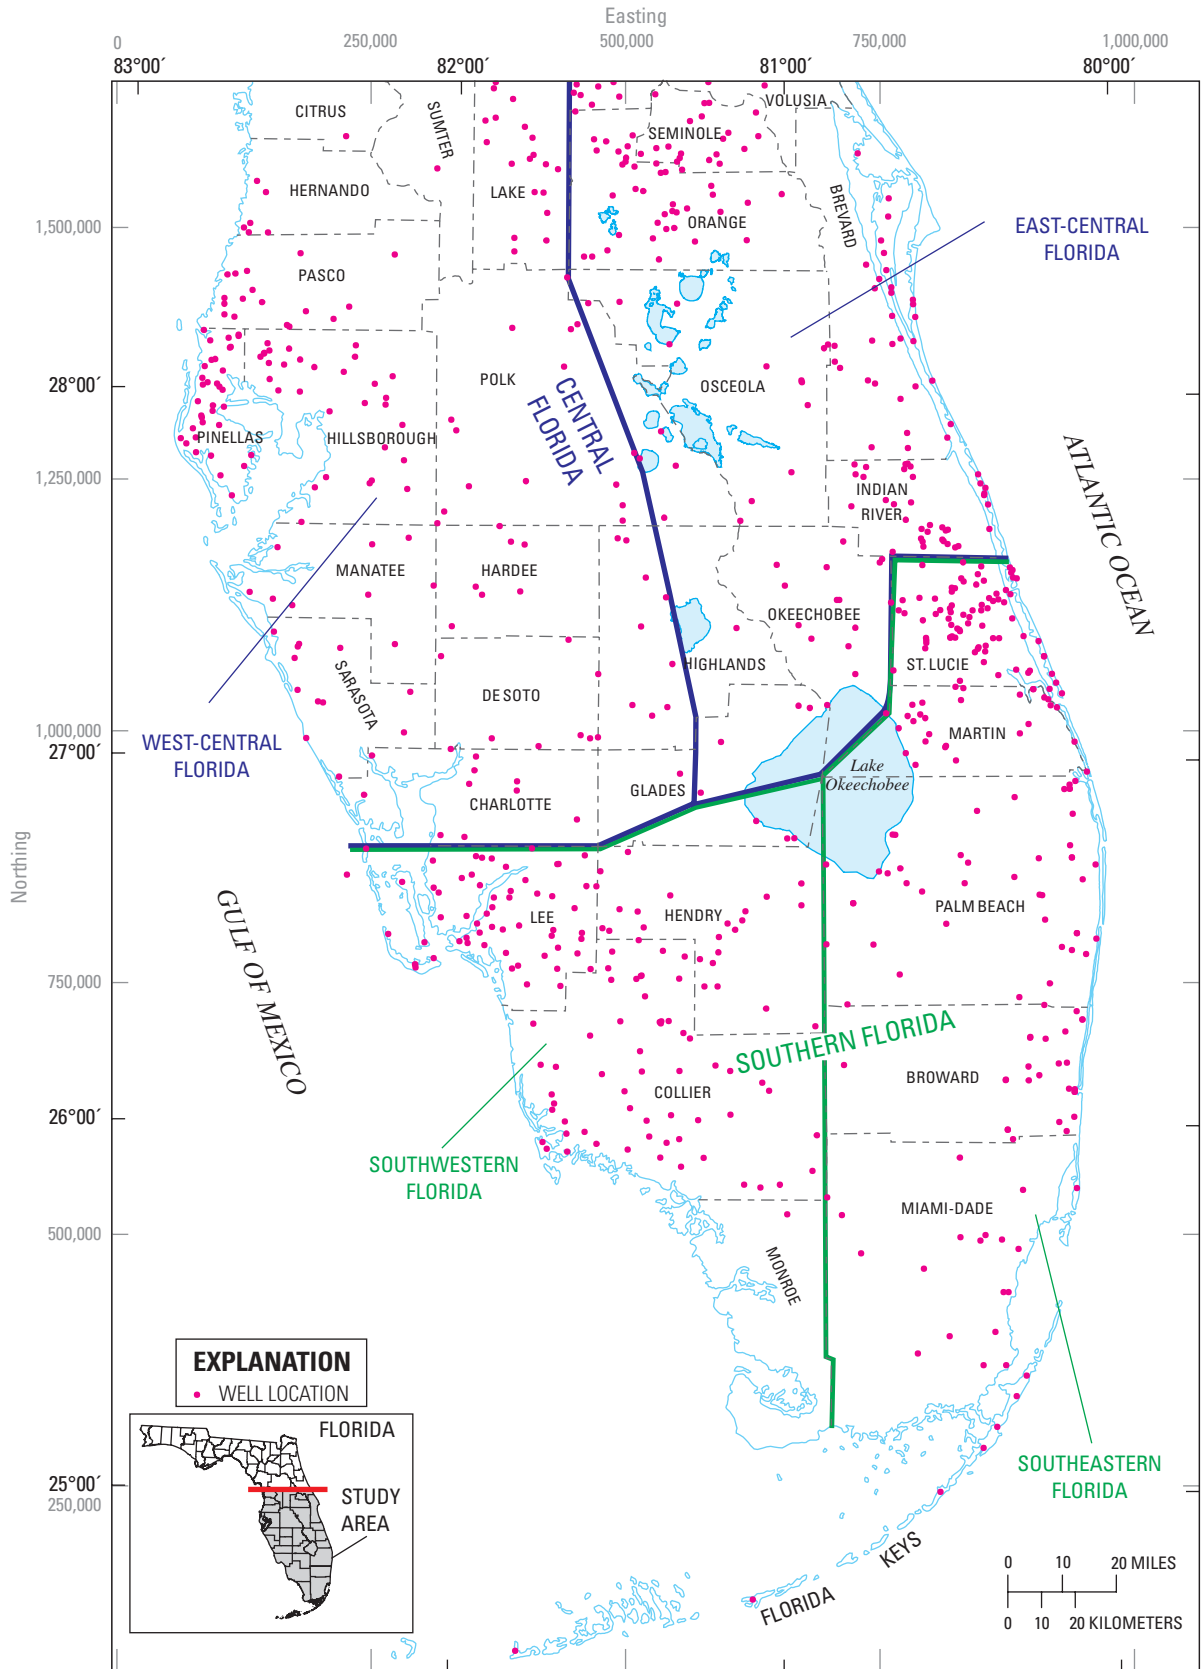 Easting
0
250,000
500,000
750,000
1,000,000
83°00´
82°00´
81°00´
80°00´
CITRUS
SUMTER
VOLUSIA
SEMINOLE
HERNANDO
LAKE
BREVARD
ORANGE
1,500,000
EAST-CENTRAL
FLORIDA
PASCO
28°00´
POLK
CENTRAL
FLORIDA
OSCEOLA
PINELLAS
HILLSBOROUGH
ATLANTIC OCEAN
1,250,000
INDIAN
RIVER
MANATEE
HARDEE
OKEECHOBEE
SARASOTA
HIGHLANDS
ST. LUCIE
DE SOTO
1,000,000
27°00´
WEST-CENTRAL
FLORIDA
MARTIN
Lake
Okeechobee
GLADES
CHARLOTTE
Northing
GULF OF MEXICO
LEE
HENDRY
PALM BEACH
750,000
SOUTHERN FLORIDA
BROWARD
COLLIER
26°00´
SOUTHWESTERN
FLORIDA
MIAMI-DADE
500,000
MONROE
EXPLANATION
WELL LOCATION
FLORIDA
STUDY
AREA
25°00´
250,000
SOUTHEASTERN
FLORIDA
FLORIDA
KEYS
0 10 20 MILES
0 10 20 KILOMETERS